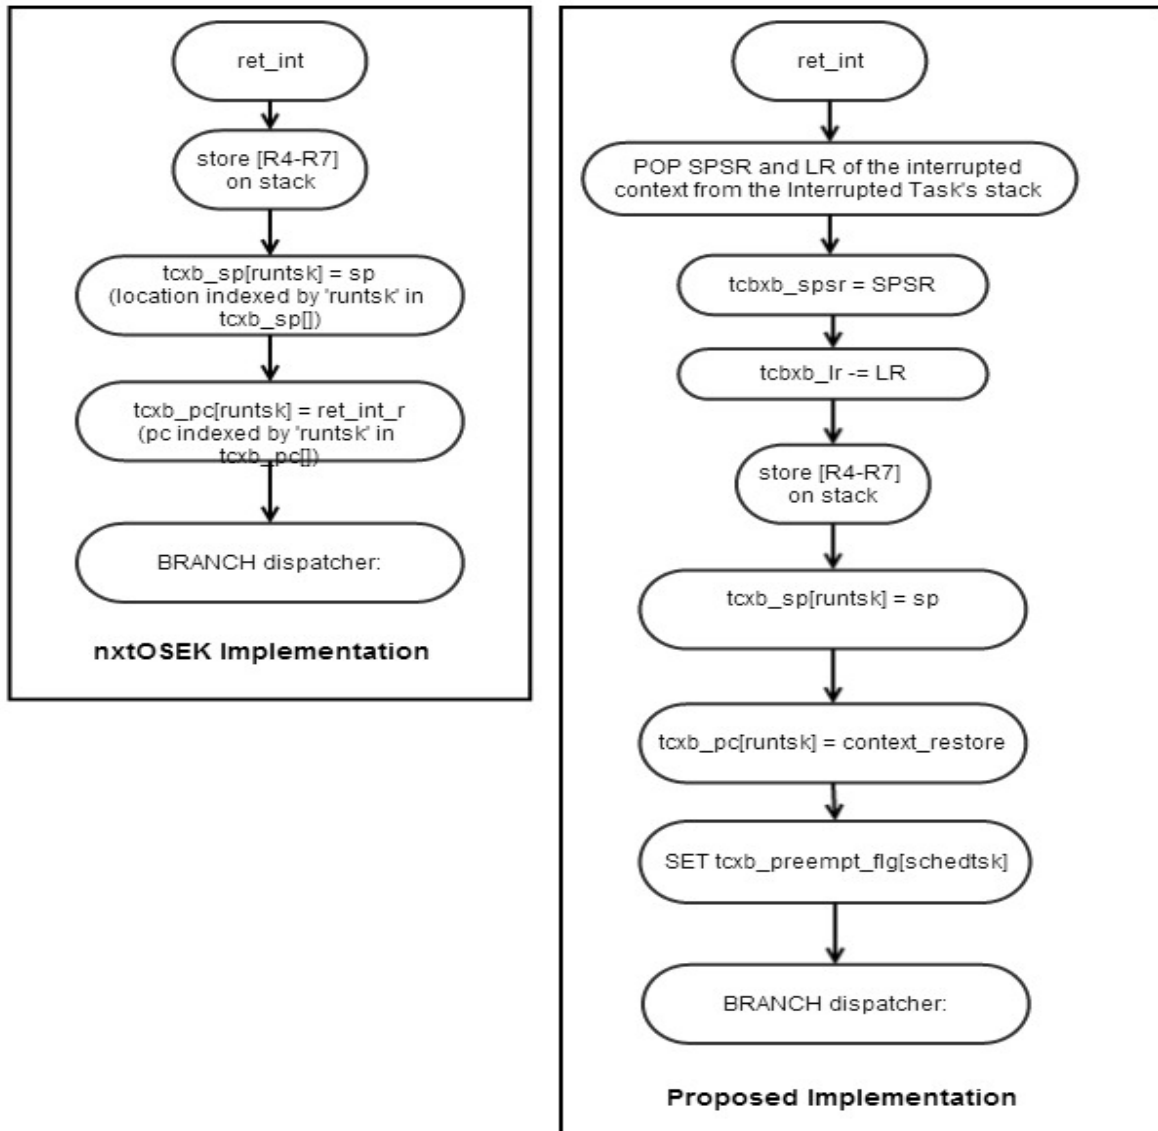 ret_int
store [R4-R7]
on stack
tcxb_sp[runtsk] = sp
(location indexed by 'runtsk' in
tcxb_sp[])
tcxb_pc[runtsk] = ret_int_r
(pc indexed by 'runtsk' in
tcxb_pc[])
BRANCH dispatcher:
nxtOSEK Implementation
ret_int
POP SPSR and LR of the interrupted
context from the Interrupted Task's stack
tcbxb_spsr = SPSR
tcbxb_lr -= LR
store [R4-R7]
on stack
tcxb_sp[runtsk] = sp
tcxb_pc[runtsk] = context_restore
SET tcxb_preempt_flg[schedtsk]
BRANCH dispatcher:
Proposed Implementation